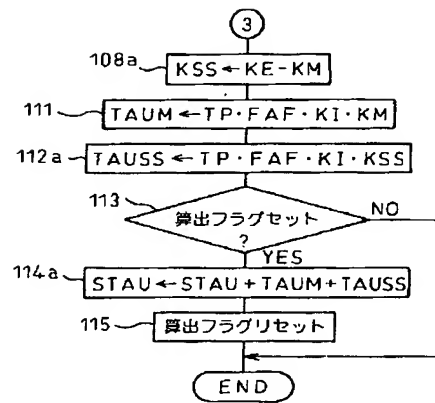 3
108a
KSS←KE-KM
111
TAUM←TP・FAF・KI・KM
112a
TAUSS←TP・FAF・KI・KSS
113
算出フラグセット
?
NO
YES
114a
STAU←STAU+TAUM+TAUSS
115
算出フラグリセット
END